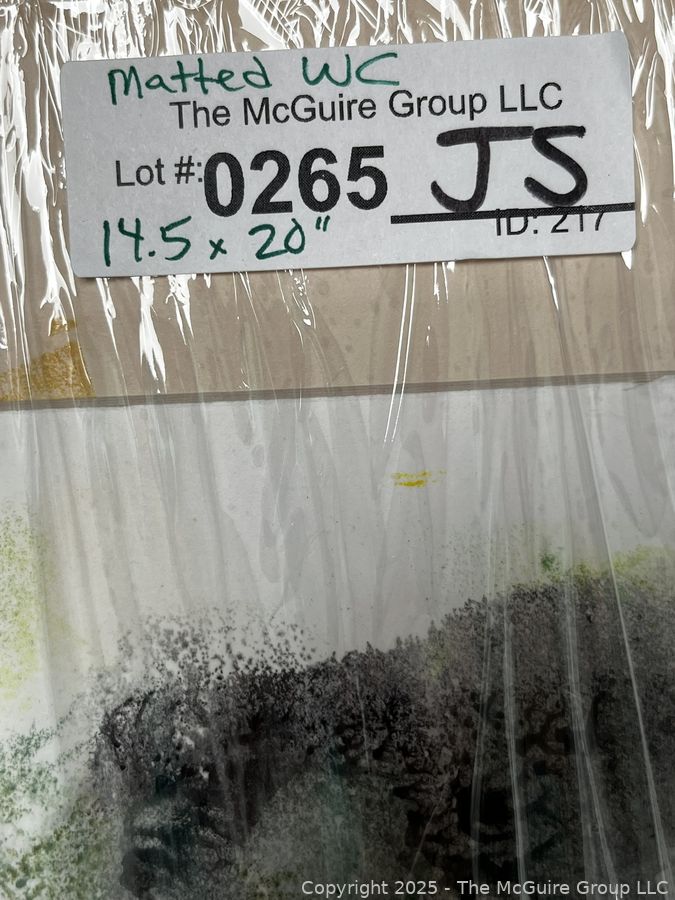 Matted WC
The McGuire Group LLC
Lot #: 0265 JS
ID: 217
14.5 x 20"
Copyright 2025 - The McGuire Group LLC